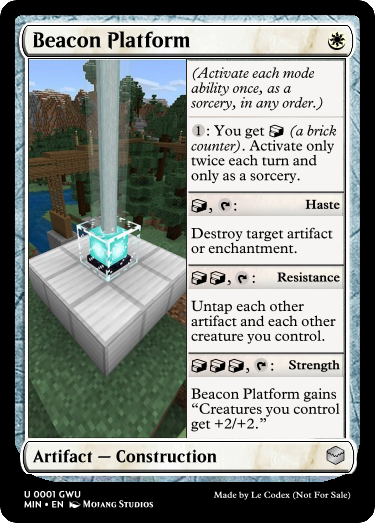 Beacon Platform
(Activate each mode
ability once, as a
sorcery, in any order.)
1: You get (a brick
counter). Activate only
twice each turn and
only as a sorcery.
, : Haste
Destroy target artifact
or enchantment.
, : Resistance
Untap each other
artifact and each other
creature you control.
, : Strength
Beacon Platform gains
“Creatures you control
get +2/+2.”
Artifact — Construction
U 0001 GWU
MIN • EN Mojang Studios
Made by Le Codex (Not For Sale)